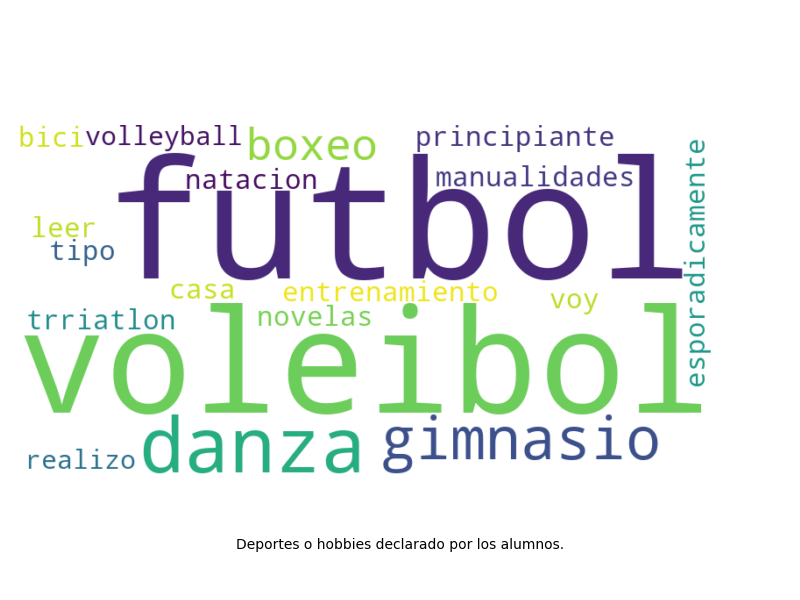 bici volleyball boxeo principiante
natacion manualidades
futbol
leer
tipo
esporadicamente
casa entrenamiento voy
trriatlon novelas
voleibol
realizo danza gimnasio
Deportes o hobbies declarado por los alumnos.